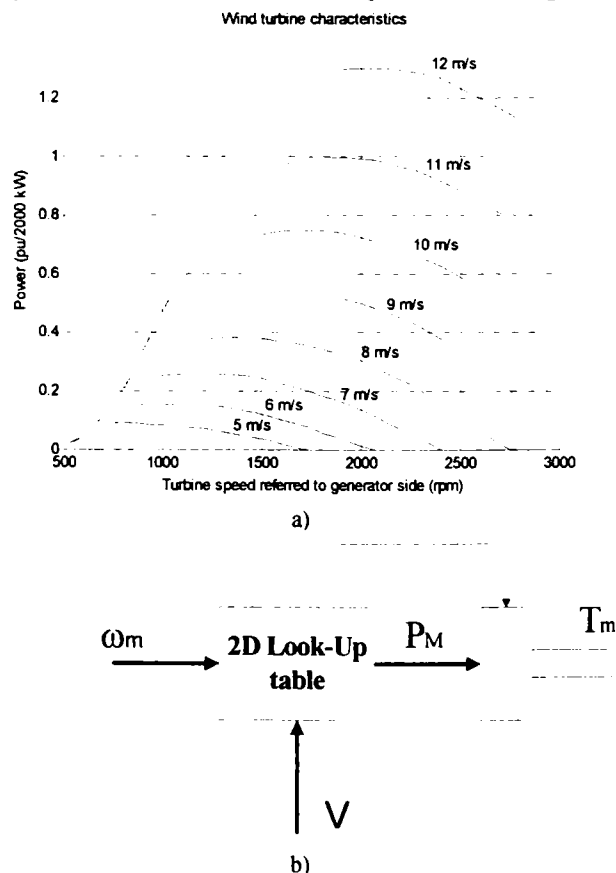 Wind turbine characteristics
12 m/s
1 2
11 m/s
1
Power (pu/2000 kW)
0.8
10 m/s
0.6
9 m/s
0.4
8 m/s
7 m/s
0.2
6 m/s
5 m/s
0
500 1000 1500 2000 2500 3000
Turbine speed referred to generator side (rpm)
a)
ωm 2D Look-Up table PM Tm
V
b)